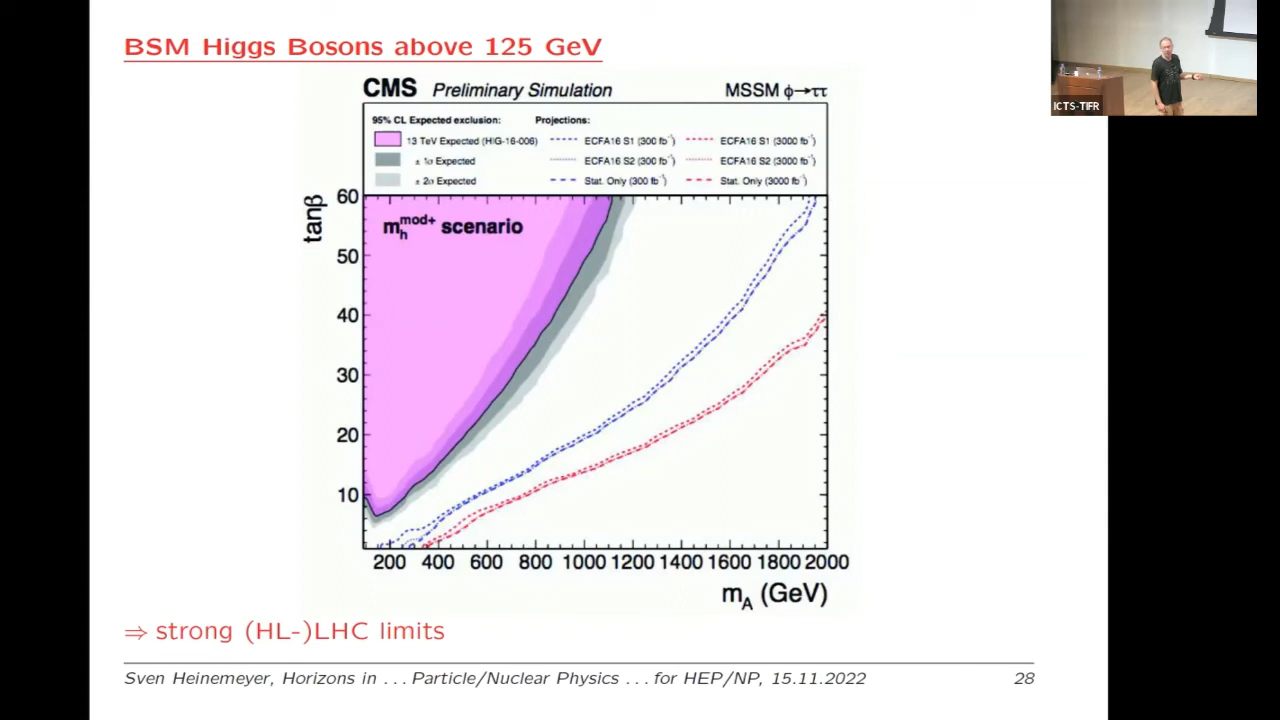 BSM Higgs Bosons above 125 GeV
ICTS-TIFR
CMS Preliminary Simulation MSSM ϕ→ττ
95% CL Expected exclusion: Projections:
13 TeV Expected (HIG-16-006) ECFA16 S1 (300 fb⁻¹) ECFA16 S1 (3000 fb⁻¹)
± 1σ Expected ECFA16 S2 (300 fb⁻¹) ECFA16 S2 (3000 fb⁻¹)
± 2σ Expected Stat. Only (300 fb⁻¹) Stat. Only (3000 fb⁻¹)
tanβ
60
50
40
30
20
10
m_h^mod+ scenario
200 400 600 800 1000 1200 1400 1600 1800 2000
m_A (GeV)
⇒ strong (HL-)LHC limits
Sven Heinemeyer, Horizons in . . . Particle/Nuclear Physics . . . for HEP/NP, 15.11.2022 28